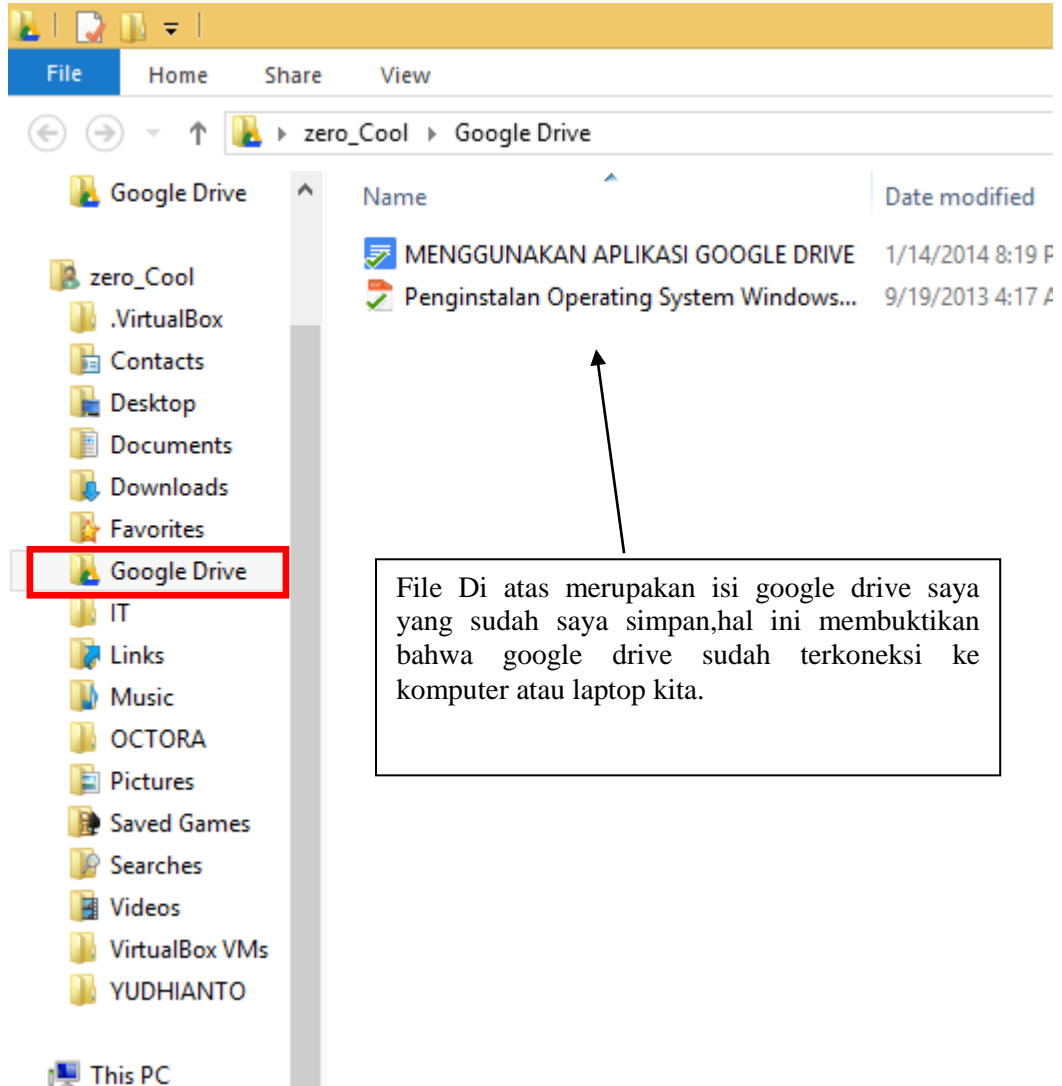 File Home Share View
zero_Cool Google Drive
Google Drive
zero_Cool
.VirtualBox
Contacts
Desktop
Documents
Downloads
Favorites
Google Drive
IT
Links
Music
OCTORA
Pictures
Saved Games
Searches
Videos
VirtualBox VMs
YUDHIANTO
This PC
Name Date modified
MENGGUNAKAN APLIKASI GOOGLE DRIVE 1/14/2014 8:19 P
Penginstalan Operating System Windows... 9/19/2013 4:17 A
File Di atas merupakan isi google drive saya
yang sudah saya simpan,hal ini membuktikan
bahwa google drive sudah terkoneksi ke
komputer atau laptop kita.